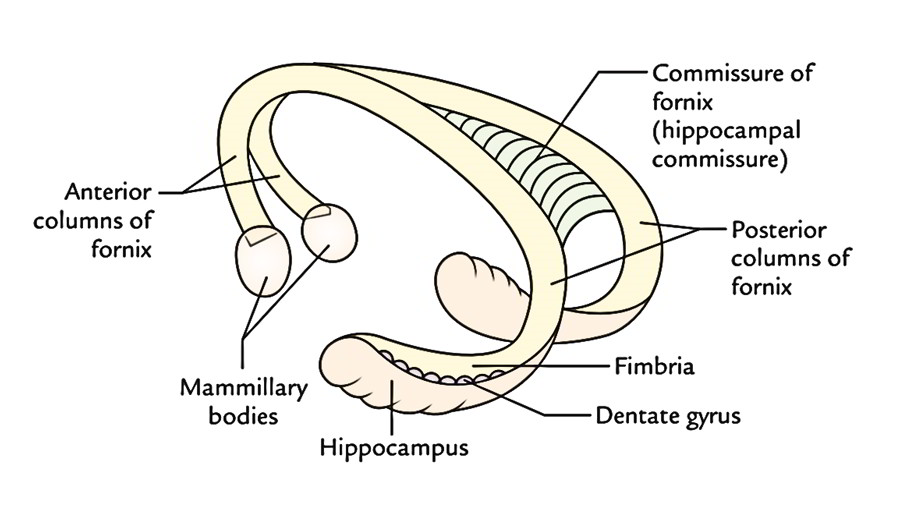 Commissure of
fornix
(hippocampal
commissure)
Anterior
columns of
fornix
Posterior
columns of
fornix
Fimbria
Mammillary
bodies
Dentate gyrus
Hippocampus